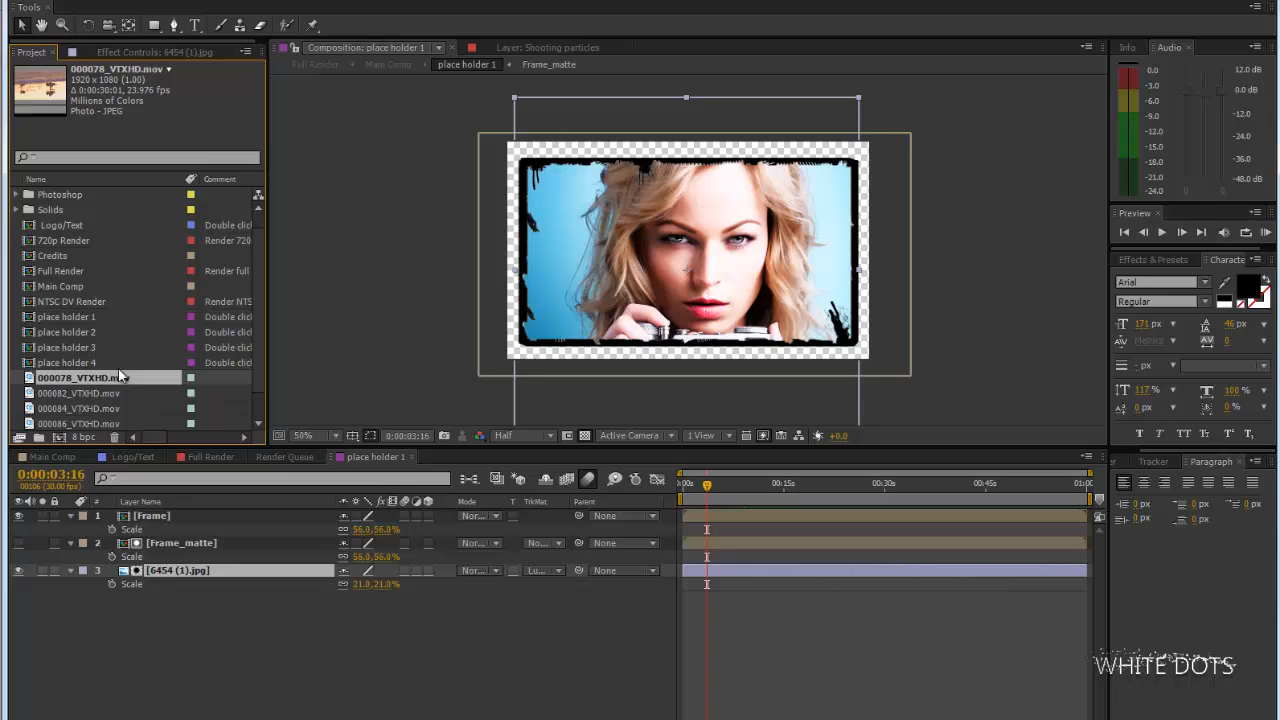 Tools
Project
Effect Controls: 6454 (1).jpg
Composition: place holder 1
Layer: Shooting particles
Info
Audio
Full Render
Main Comp
place holder 1
Frame_matte
000078_VTXHD.mov
1920 x 1080 (1.00)
Δ 0:00:30:01, 23.976 fps
Millions of Colors
Photo - JPEG
0.0
-3.0
-6.0
-9.0
-12.0
-15.0
-18.0
-21.0
-24.0
12.0 dB
0.0 dB
-12.0
-24.0
-36.0
-48.0 dB
Name
Comment
Photoshop
Solids
Logo/Text
Double clic
720p Render
Render 720
Credits
Full Render
Render full
Main Comp
NTSC DV Render
Render NTS
place holder 1
Double clic
place holder 2
Double clic
place holder 3
Double clic
place holder 4
Double clic
000078_VTXHD.mov
000082_VTXHD.mov
000084_VTXHD.mov
000086_VTXHD.mov
8 bpc
50%
0:00:03:16
Half
Active Camera
1 View
+0.0
Preview
Effects & Presets
Characte
Arial
Regular
171 px
46 px
Metrics
0
- px
117 %
100 %
0 px
0 %
T T TT Tr T' T,
Main Comp
Logo/Text
Full Render
Render Queue
place holder 1
Tracker
Paragraph
0:00:03:16
00106 (30.00 fps)
0:00s
00:15s
00:30s
00:45s
01:00
0 px
0 px
0 px
0 px
0 px
#
Layer Name
Mode
T
TrkMat
Parent
1
[Frame]
Nor...
None
Scale
56.0,56.0%
2
[Frame_matte]
Nor...
No...
None
Scale
56.0,56.0%
3
[6454 (1).jpg]
Nor...
Lu...
None
Scale
21.0,21.0%
WHITE DOTS